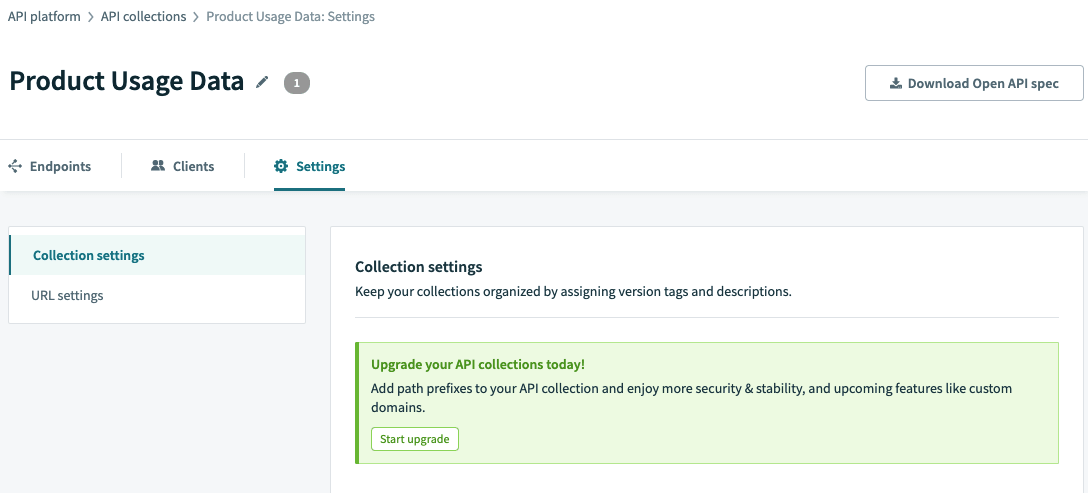 API platform > API collections > Product Usage Data: Settings
Product Usage Data 1
Download Open API spec
Endpoints Clients Settings
Collection settings
URL settings
Collection settings
Keep your collections organized by assigning version tags and descriptions.
Upgrade your API collections today!
Add path prefixes to your API collection and enjoy more security & stability, and upcoming features like custom
domains.
Start upgrade